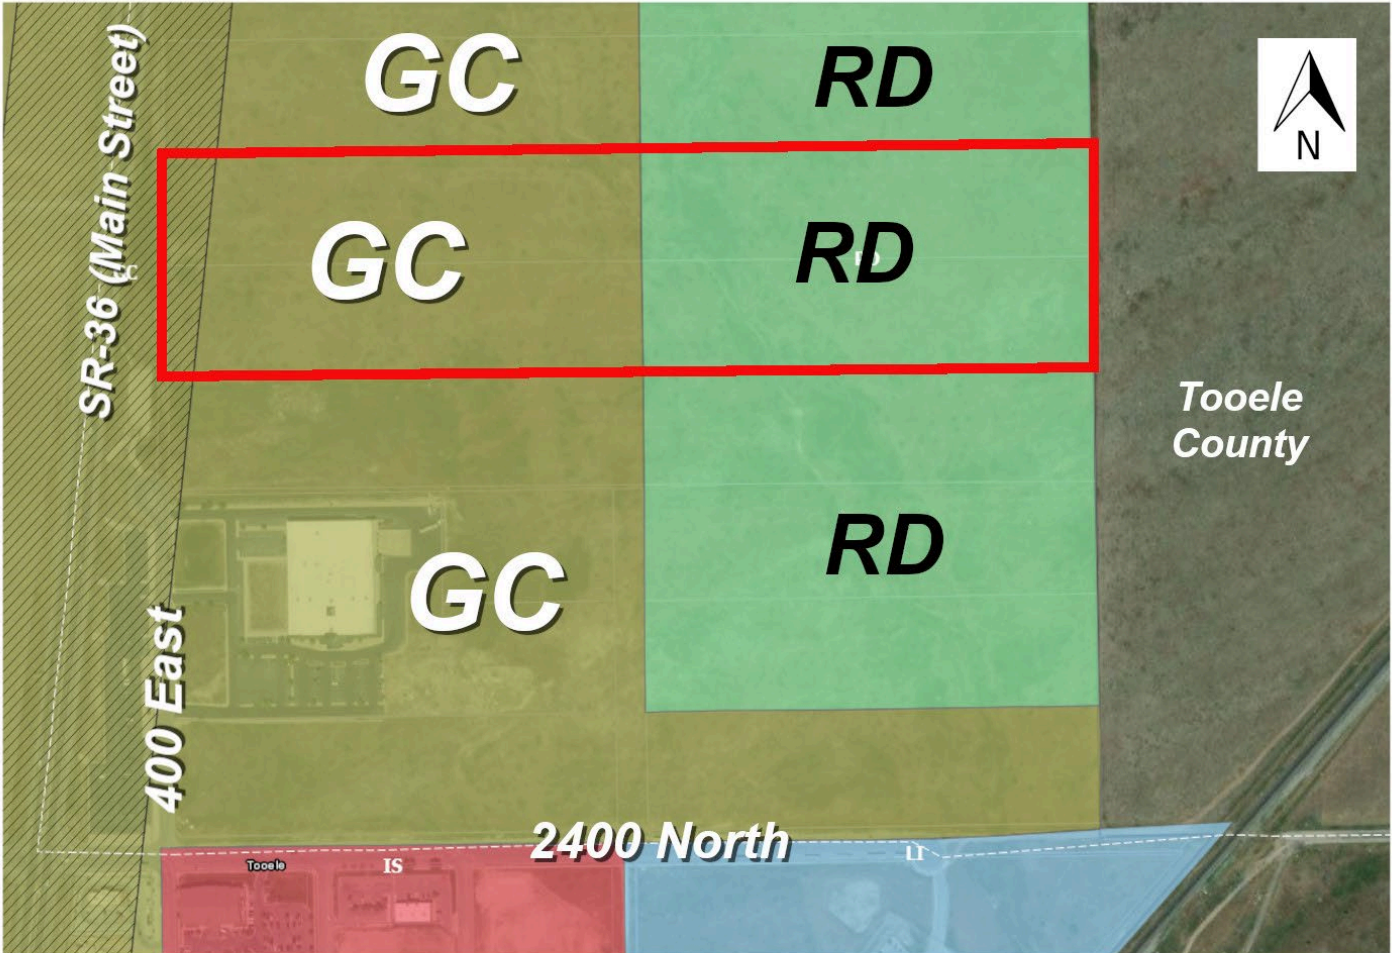 GC
RD
N
SR-36 (Main Street)
GC
RD
Tooele
County
RD
GC
400 East
2400 North
Tooele
IS
LI